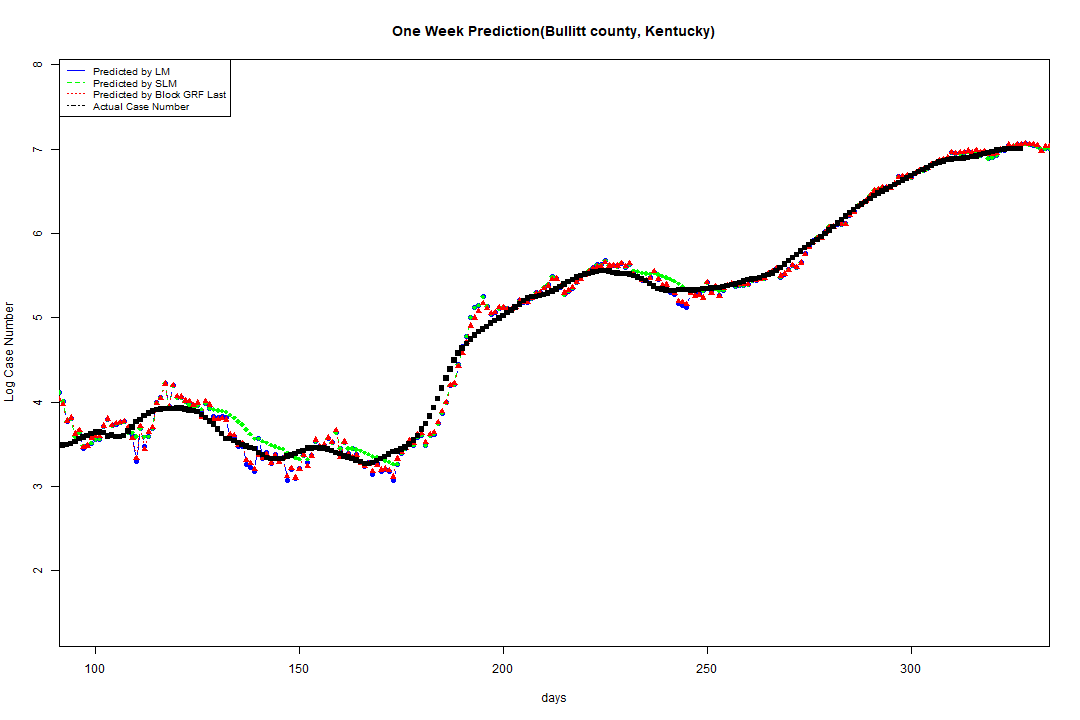 One Week Prediction(Bullitt county, Kentucky)
Predicted by LM
Predicted by SLM
Predicted by Block GRF Last
Actual Case Number
8
7
6
5
4
3
2
Log Case Number
100 150 200 250 300
days